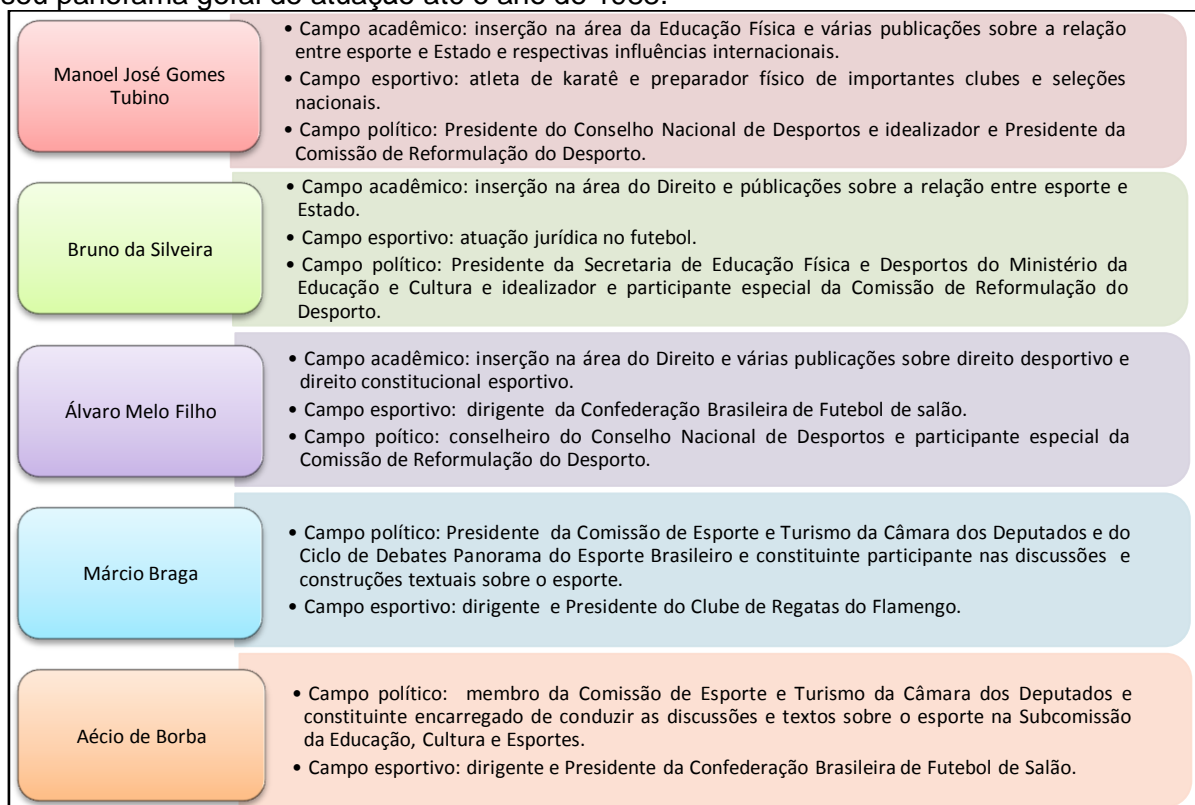 seu panorama geral de atuação até o ano de 1988.
Manoel José Gomes
Tubino
• Campo acadêmico: inserção na área da Educação Física e várias publicações sobre a relação
entre esporte e Estado e respectivas influências internacionais.
• Campo esportivo: atleta de karatê e preparador físico de importantes clubes e seleções
nacionais.
• Campo político: Presidente do Conselho Nacional de Desportos e idealizador e Presidente da
Comissão de Reformulação do Desporto.
Bruno da Silveira
• Campo acadêmico: inserção na área do Direito e públicações sobre a relação entre esporte e
Estado.
• Campo esportivo: atuação jurídica no futebol.
• Campo político: Presidente da Secretaria de Educação Física e Desportos do Ministério da
Educação e Cultura e idealizador e participante especial da Comissão de Reformulação do
Desporto.
Álvaro Melo Filho
• Campo acadêmico: inserção na área do Direito e várias publicações sobre direito desportivo e
direito constitucional esportivo.
• Campo esportivo: dirigente da Confederação Brasileira de Futebol de salão.
• Campo poítico: conselheiro do Conselho Nacional de Desportos e participante especial da
Comissão de Reformulação do Desporto.
Márcio Braga
• Campo político: Presidente da Comissão de Esporte e Turismo da Câmara dos Deputados e do
Ciclo de Debates Panorama do Esporte Brasileiro e constituinte participante nas discussões e
construções textuais sobre o esporte.
• Campo esportivo: dirigente e Presidente do Clube de Regatas do Flamengo.
Aécio de Borba
• Campo político: membro da Comissão de Esporte e Turismo da Câmara dos Deputados e
constituinte encarregado de conduzir as discussões e textos sobre o esporte na Subcomissão
da Educação, Cultura e Esportes.
• Campo esportivo: dirigente e Presidente da Confederação Brasileira de Futebol de Salão.